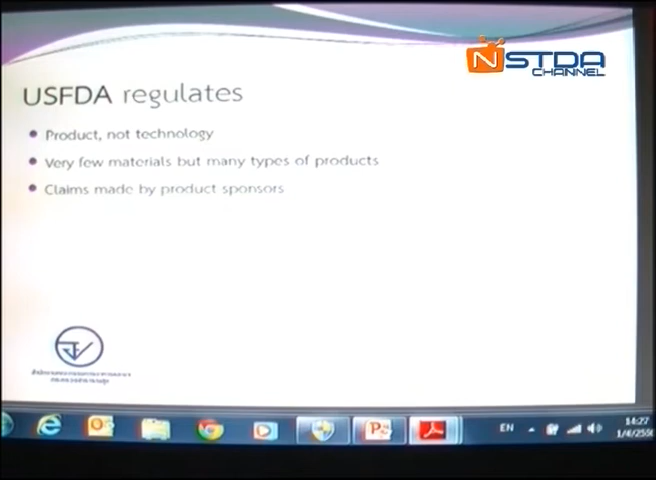 NSTDA
CHANNEL
USFDA regulates
Product, not technology
Very few materials but many types of products
Claims made by product sponsors
EN
14:27